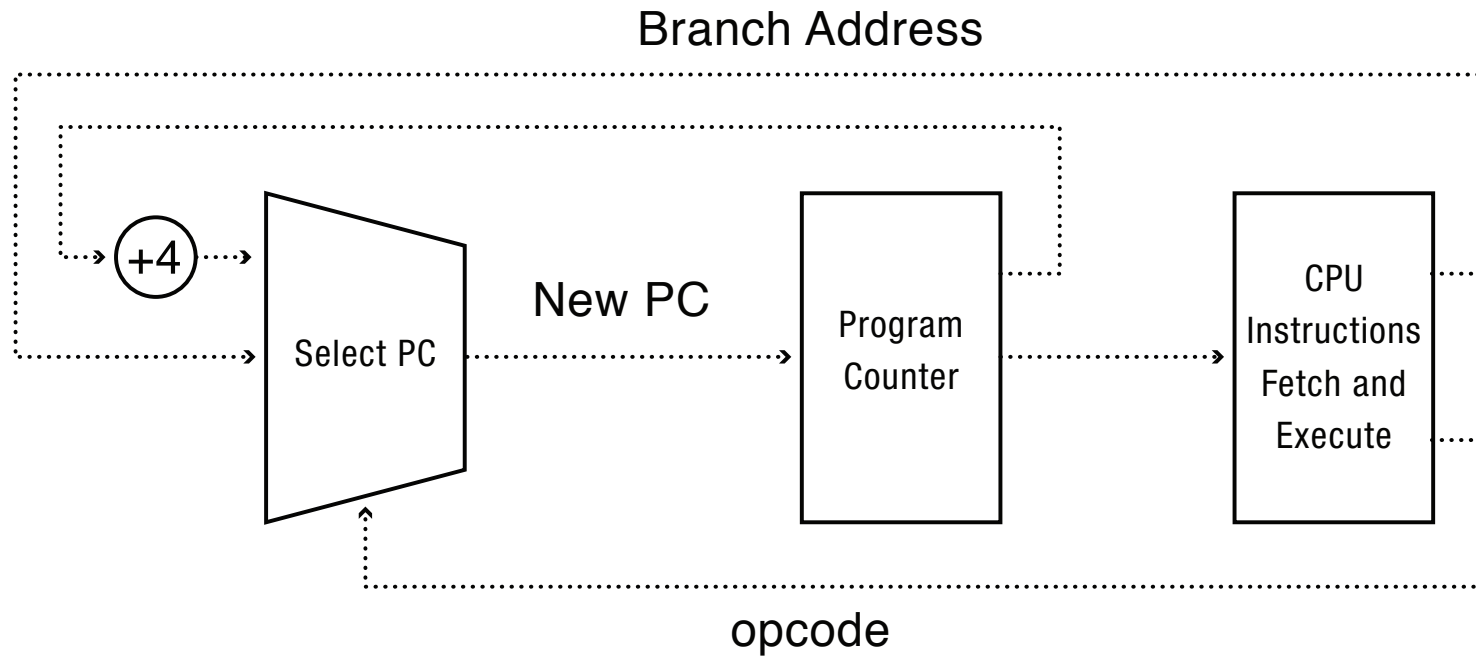 Branch Address
+4
Select PC
New PC
Program
Counter
CPU
Instructions
Fetch and
Execute
opcode